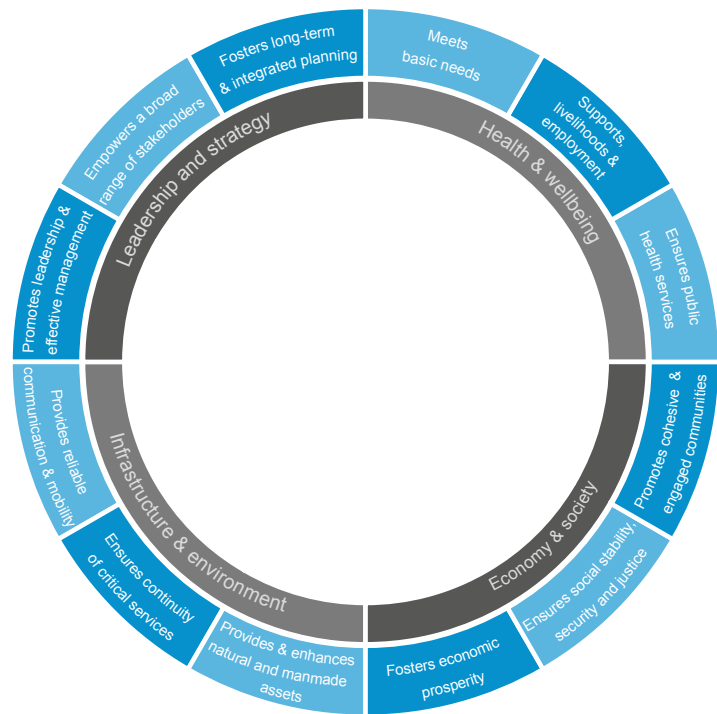 Meets
basic needs
Supports,
livelihoods &
employment
Ensures public
health services
Promotes cohesive &
engaged communities
Ensures social stability,
security and justice
Fosters economic
prosperity
Provides & enhances
natural and manmade
assets
Ensures continuity
of critical services
Provides reliable
communication & mobility
Promotes leadership &
effective management
Empowers a broad
range of stakeholders
Fosters long-term
& integrated planning
Health & wellbeing
Economy & society
Infrastructure & environment
Leadership and strategy